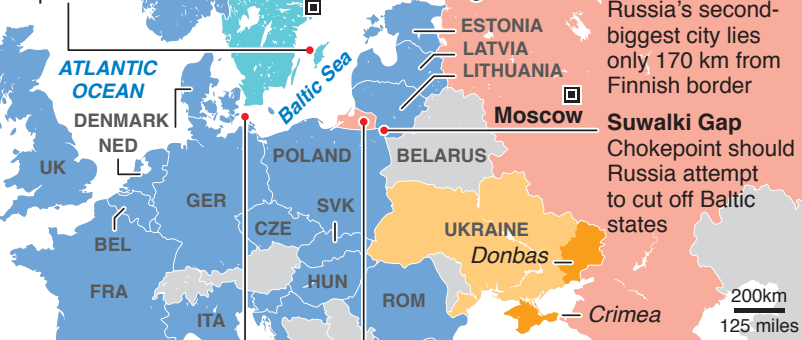 Russia's second-
biggest city lies
only 170 km from
Finnish border
ESTONIA
LATVIA
LITHUANIA
ATLANTIC
OCEAN
Baltic Sea
DENMARK
NED
Moscow
Suwalki Gap
Chokepoint should
Russia attempt
to cut off Baltic
states
UK
POLAND
BELARUS
GER
SVK
CZE
UKRAINE
BEL
Donbas
FRA
HUN
ROM
ITA
Crimea
200km
125 miles